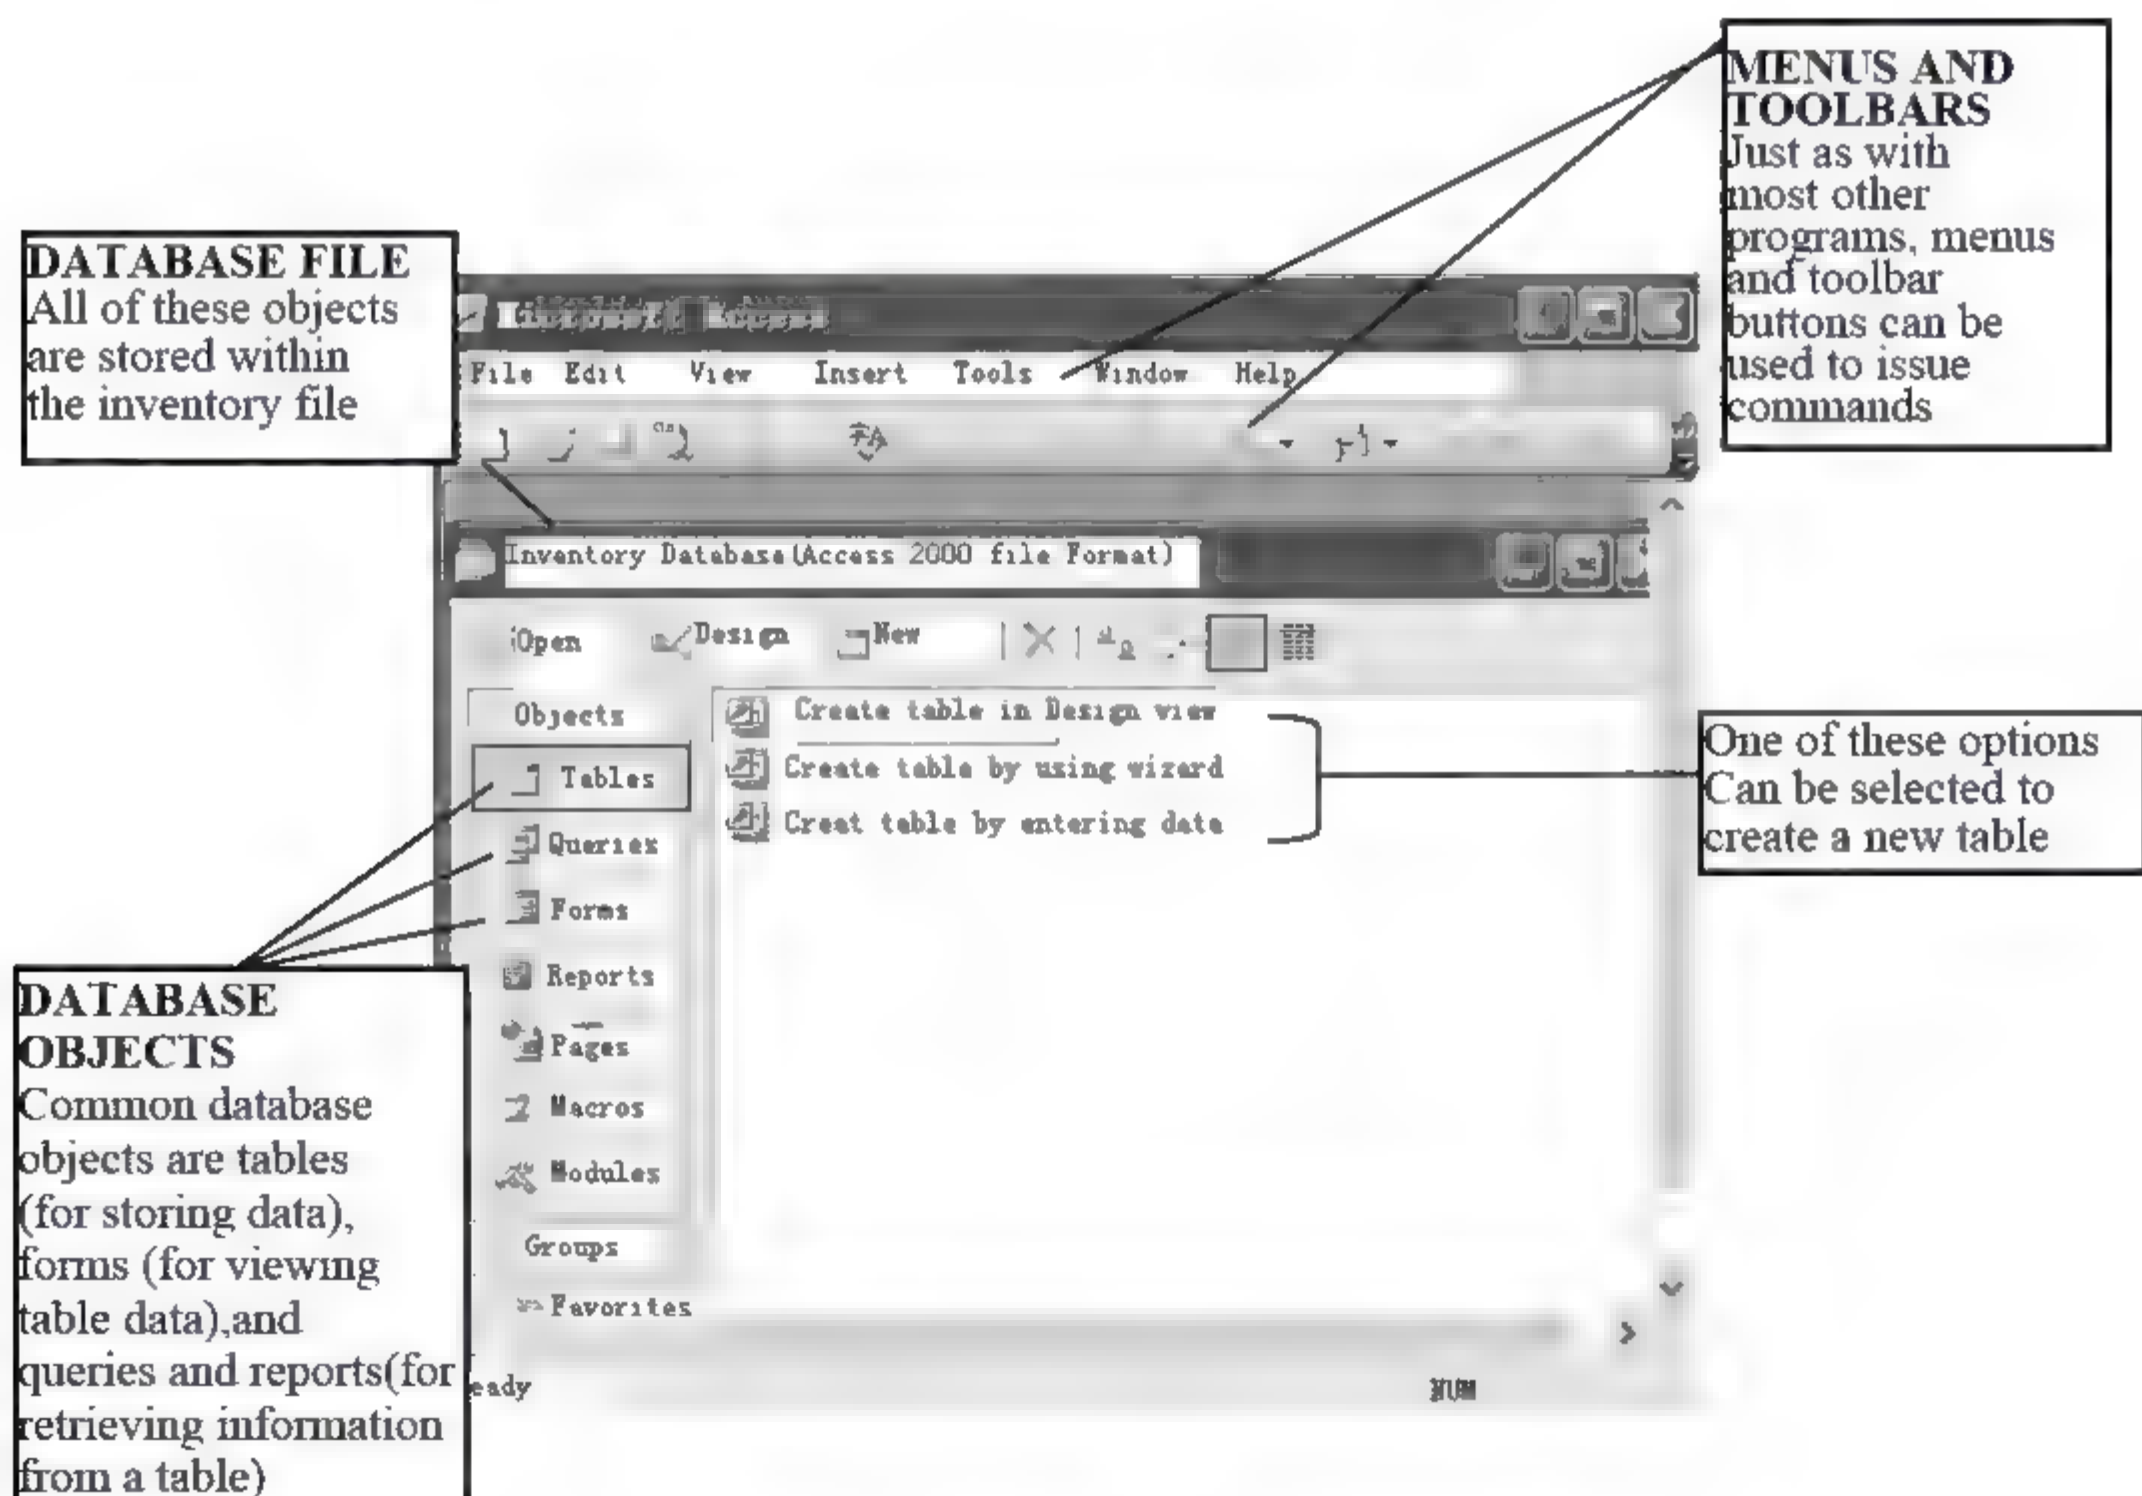 MENUS AND
TOOLBARS
Just as with
most other
programs, menus
and toolbar
buttons can be
used to issue
commands
DATABASE FILE
All of these objects
are stored within
the inventory file
File Edit View Insert Tools Window Help
Inventory Database(Access 2000 file Format)
Open Design New
Objects
Tables
Queries
Forms
Reports
Pages
Macros
Modules
Groups
Favorites
Create table in Design view
Create table by using wizard
Creat table by entering data
One of these options
Can be selected to
create a new table
DATABASE
OBJECTS
Common database
objects are tables
(for storing data),
forms (for viewing
table data),and
queries and reports(for
retrieving information
from a table)
eady NUM